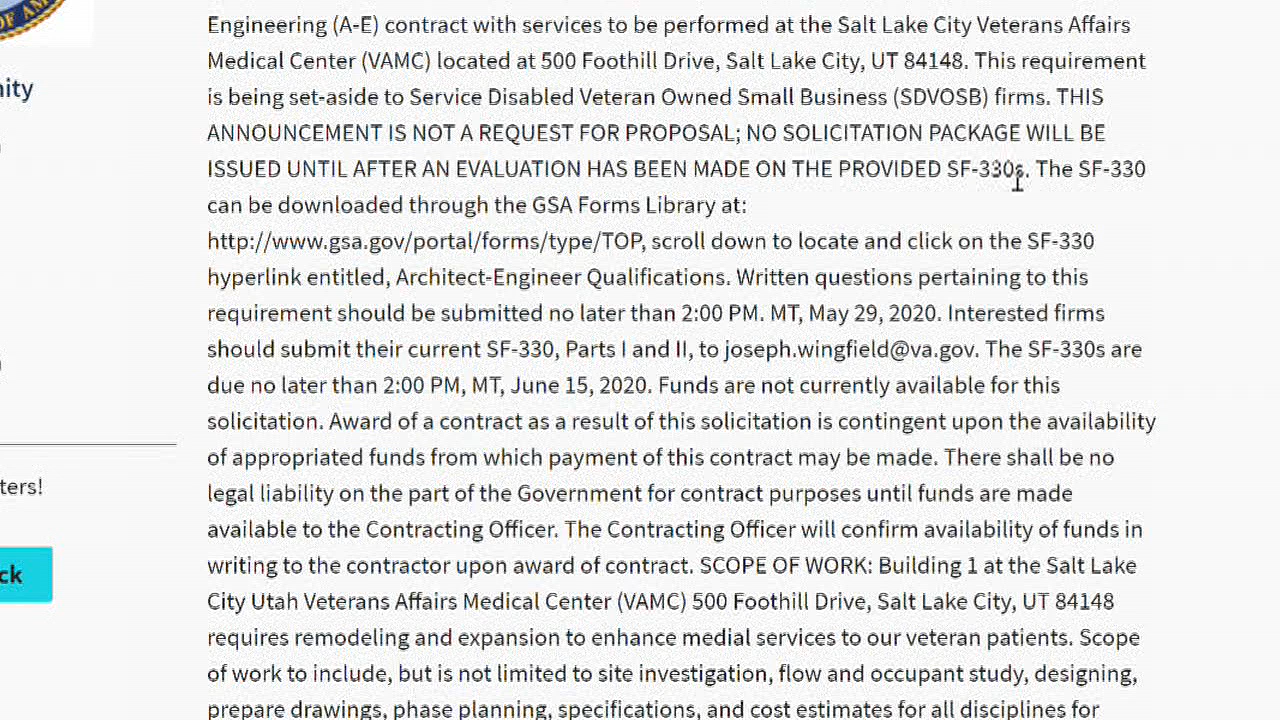 OF AM
Engineering (A-E) contract with services to be performed at the Salt Lake City Veterans Affairs
Medical Center (VAMC) located at 500 Foothill Drive, Salt Lake City, UT 84148. This requirement
nity
is being set-aside to Service Disabled Veteran Owned Small Business (SDVOSB) firms. THIS
ANNOUNCEMENT IS NOT A REQUEST FOR PROPOSAL; NO SOLICITATION PACKAGE WILL BE
ISSUED UNTIL AFTER AN EVALUATION HAS BEEN MADE ON THE PROVIDED SF-330s. The SF-330
can be downloaded through the GSA Forms Library at:
http://www.gsa.gov/portal/forms/type/TOP, scroll down to locate and click on the SF-330
hyperlink entitled, Architect-Engineer Qualifications. Written questions pertaining to this
requirement should be submitted no later than 2:00 PM. MT, May 29, 2020. Interested firms
should submit their current SF-330, Parts I and II, to joseph.wingfield@va.gov. The SF-330s are
due no later than 2:00 PM, MT, June 15, 2020. Funds are not currently available for this
solicitation. Award of a contract as a result of this solicitation is contingent upon the availability
of appropriated funds from which payment of this contract may be made. There shall be no
ters!
legal liability on the part of the Government for contract purposes until funds are made
available to the Contracting Officer. The Contracting Officer will confirm availability of funds in
ck
writing to the contractor upon award of contract. SCOPE OF WORK: Building 1 at the Salt Lake
City Utah Veterans Affairs Medical Center (VAMC) 500 Foothill Drive, Salt Lake City, UT 84148
requires remodeling and expansion to enhance medial services to our veteran patients. Scope
of work to include, but is not limited to site investigation, flow and occupant study, designing,
prepare drawings, phase planning, specifications, and cost estimates for all disciplines for